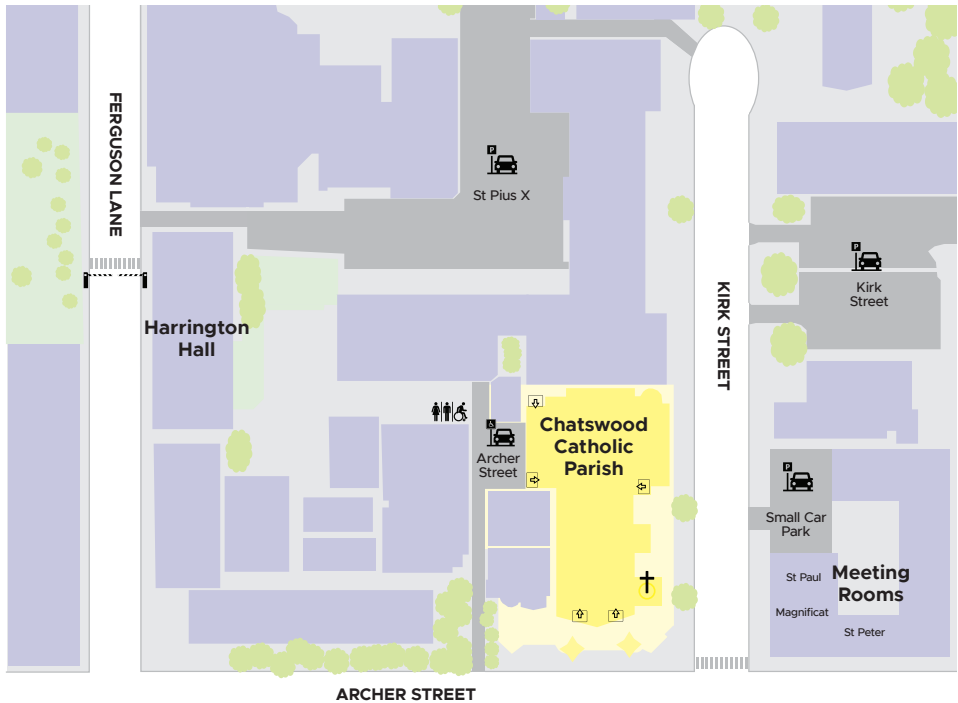 FERGUSON LANE
P
St Pius X
KIRK STREET
P
Kirk
Street
Harrington
Hall
Archer
Street
Chatswood
Catholic
Parish
P
Small Car
Park
St Paul
Meeting
Rooms
Magnificat
St Peter
ARCHER STREET